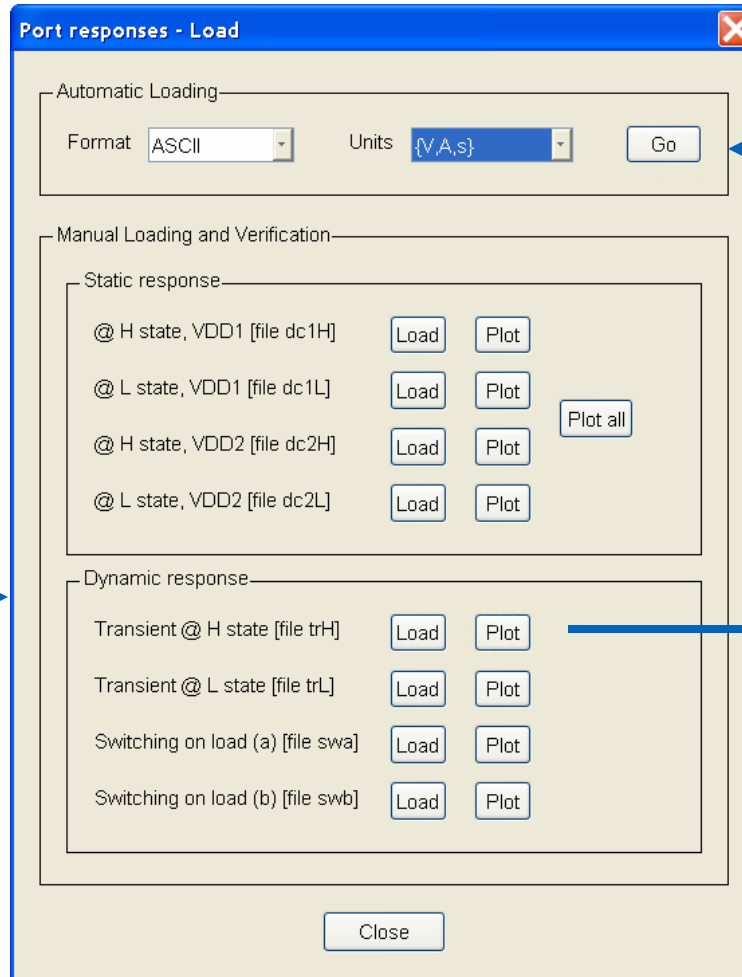 Port responses - Load
Automatic Loading
Format ASCII Units {V,A,s} Go
Manual Loading and Verification
Static response
@ H state, VDD1 [file dc1H] Load Plot
@ L state, VDD1 [file dc1L] Load Plot
Plot all
@ H state, VDD2 [file dc2H] Load Plot
@ L state, VDD2 [file dc2L] Load Plot
Dynamic response
Transient @ H state [file trH] Load Plot
Transient @ L state [file trL] Load Plot
Switching on load (a) [file swa] Load Plot
Switching on load (b) [file swb] Load Plot
Close